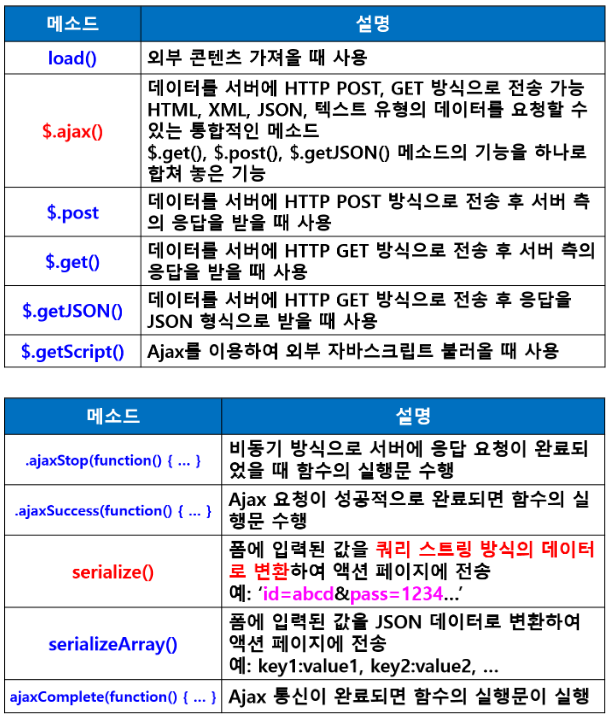 메소드 설명
load() 외부 콘텐츠 가져올 때 사용
데이터를 서버에 HTTP POST, GET 방식으로 전송 가능
HTML, XML, JSON, 텍스트 유형의 데이터를 요청할 수
$.ajax() 있는 통합적인 메소드
$.get(), $.post(), $.getJSON() 메소드의 기능을 하나로
합쳐 놓은 기능
$.post 데이터를 서버에 HTTP POST 방식으로 전송 후 서버 측
의 응답을 받을 때 사용
$.get() 데이터를 서버에 HTTP GET 방식으로 전송 후 서버 측의
응답을 받을 때 사용
$.getJSON() 데이터를 서버에 HTTP GET 방식으로 전송 후 응답을
JSON 형식으로 받을 때 사용
$.getScript() Ajax를 이용하여 외부 자바스크립트 불러올 때 사용
메소드 설명
.ajaxStop(function() { ... } 비동기 방식으로 서버에 응답 요청이 완료되
었을 때 함수의 실행문 수행
.ajaxSuccess(function() { ... } Ajax 요청이 성공적으로 완료되면 함수의 실
행문 수행
폼에 입력된 값을 쿼리 스트링 방식의 데이터
serialize() 로 변환하여 액션 페이지에 전송
예: ‘id=abcd&pass=1234...’
폼에 입력된 값을 JSON 데이터로 변환하여
serializeArray() 액션 페이지에 전송
예: key1:value1, key2:value2, ...
ajaxComplete(function() { ... } Ajax 통신이 완료되면 함수의 실행문이 실행